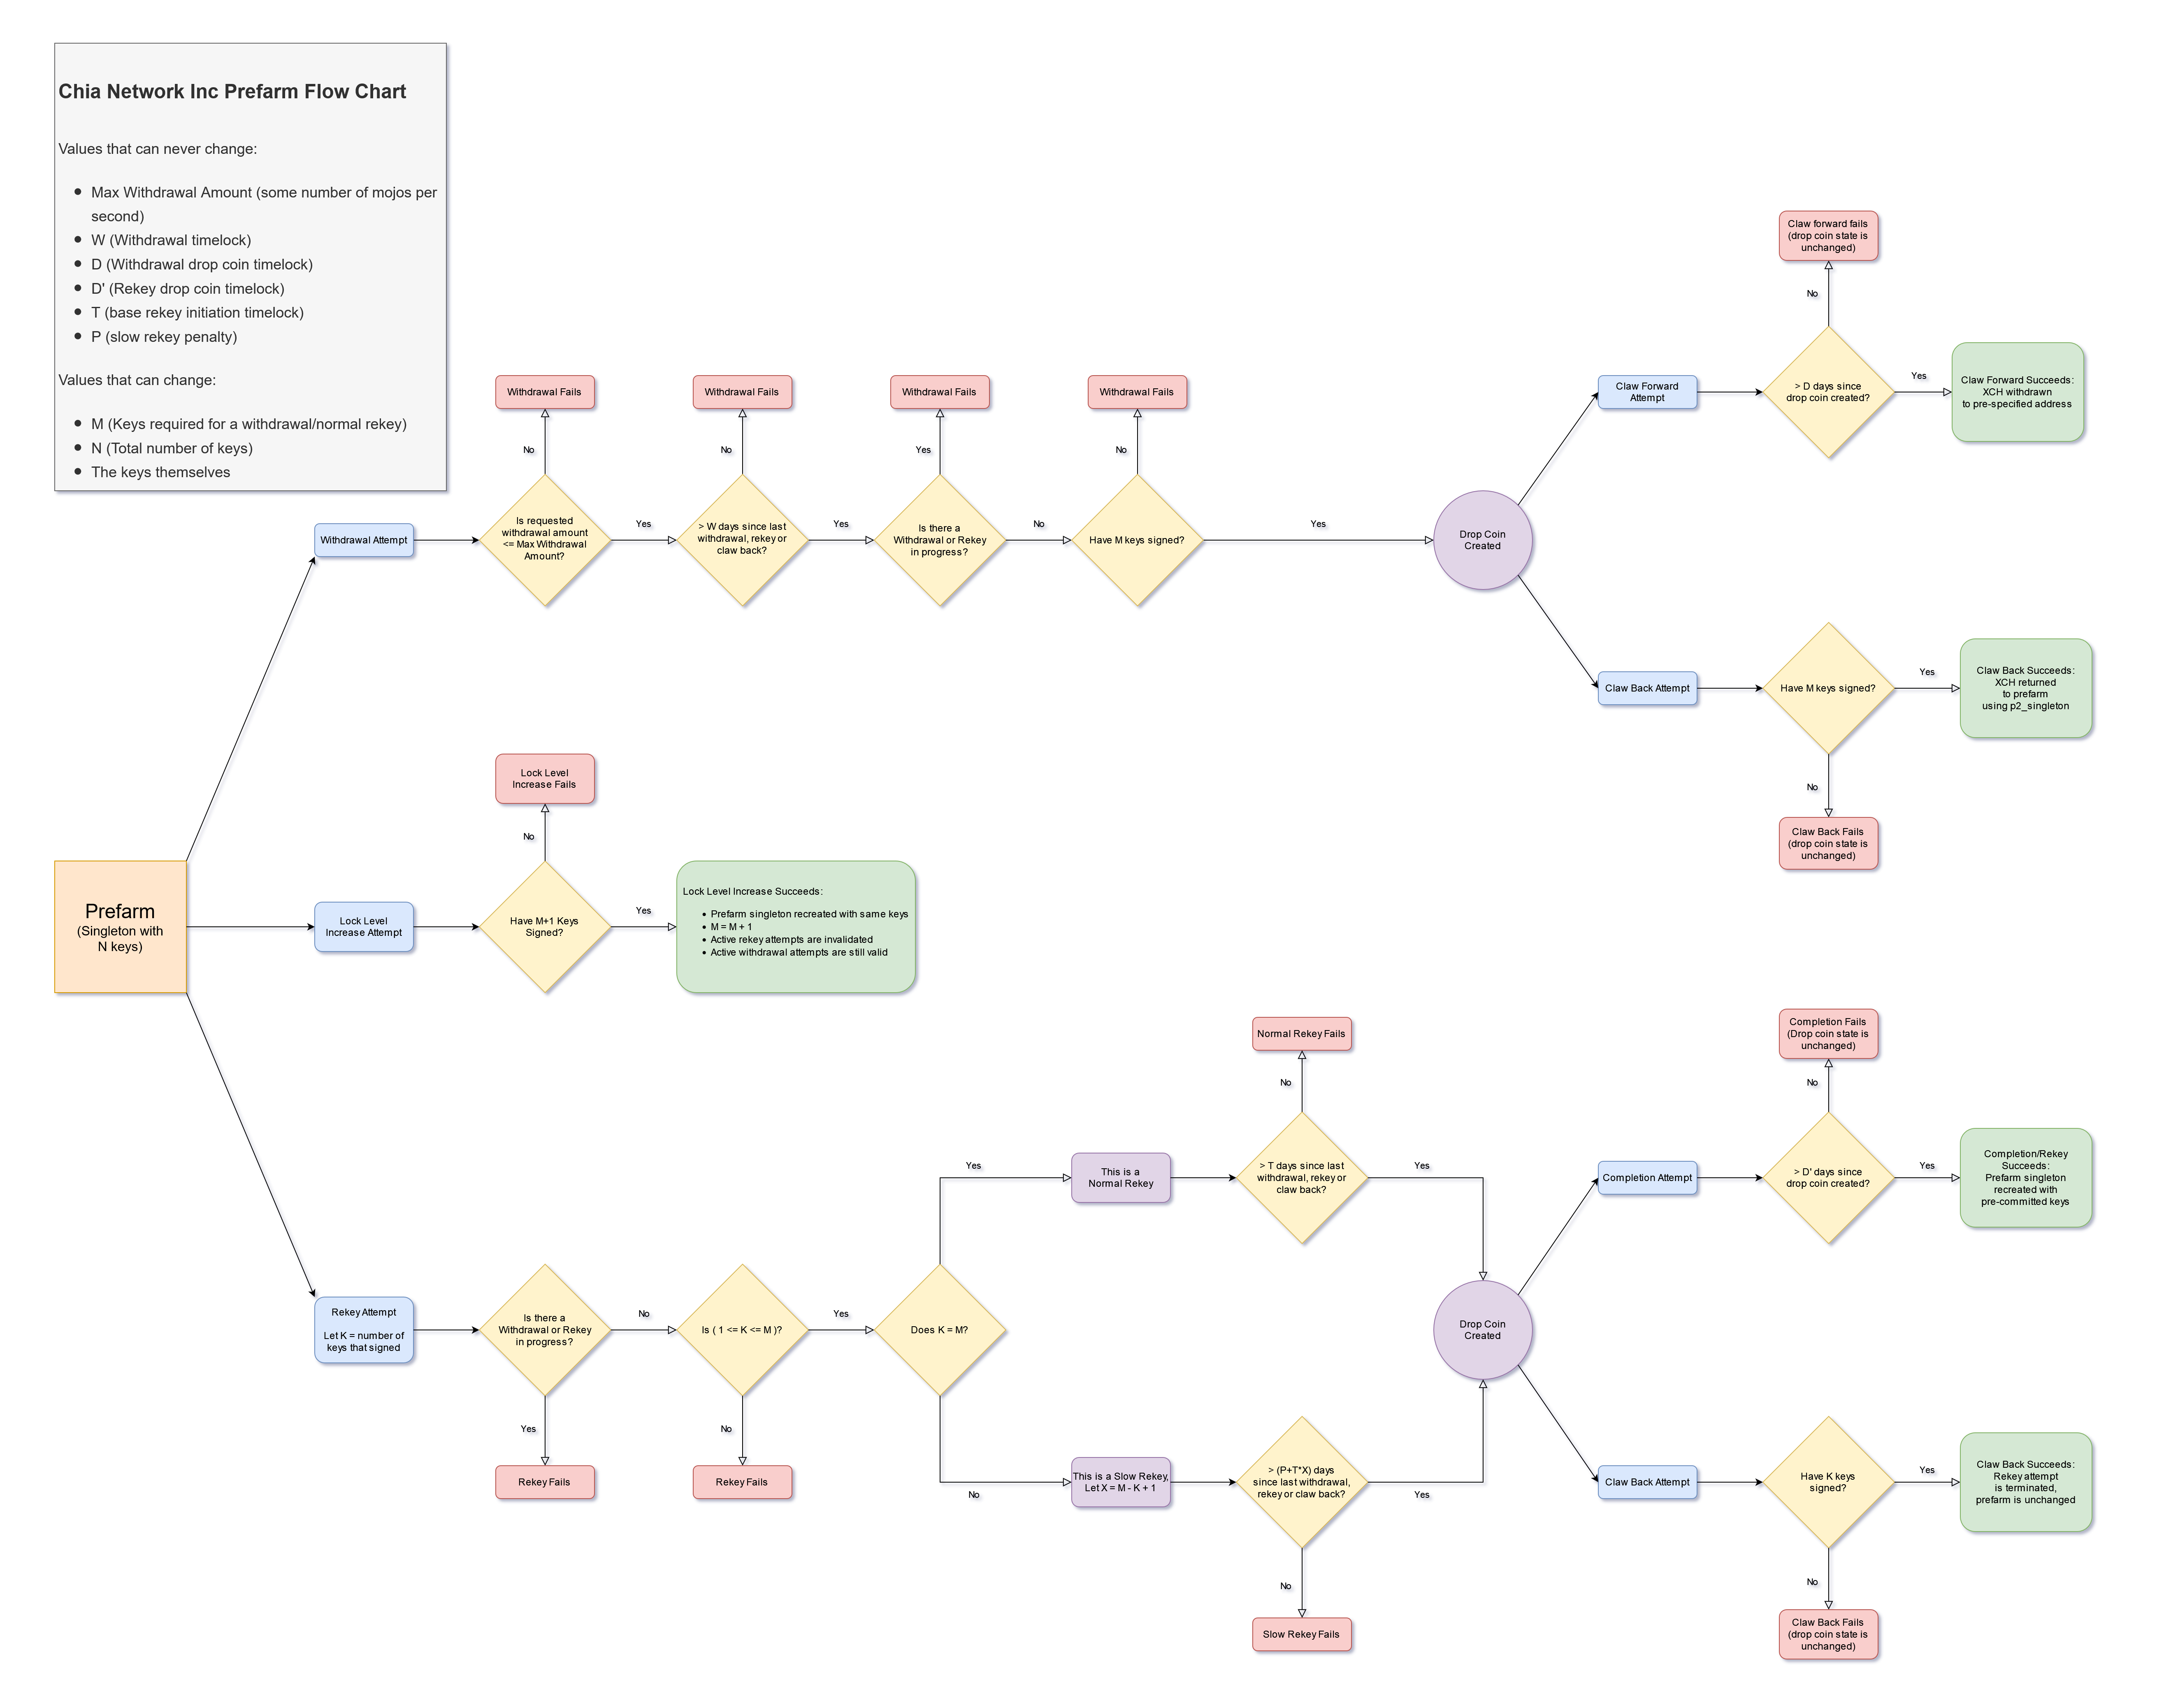 Chia Network Inc Prefarm Flow Chart
Values that can never change:
Max Withdrawal Amount (some number of mojos per
second)
W (Withdrawal timelock)
D (Withdrawal drop coin timelock)
D' (Rekey drop coin timelock)
T (base rekey initiation timelock)
P (slow rekey penalty)
Values that can change:
M (Keys required for a withdrawal/normal rekey)
N (Total number of keys)
The keys themselves
Withdrawal Attempt
Is requested
withdrawal amount
<= Max Withdrawal
Amount?
No
Withdrawal Fails
Yes
> W days since last
withdrawal, rekey or
claw back?
No
Withdrawal Fails
Yes
Is there a
Withdrawal or Rekey
in progress?
Yes
Withdrawal Fails
No
Have M keys signed?
No
Withdrawal Fails
Yes
Drop Coin
Created
Claw Forward
Attempt
> D days since
drop coin created?
No
Claw forward fails
(drop coin state is
unchanged)
Yes
Claw Forward Succeeds:
XCH withdrawn
to pre-specified address
Claw Back Attempt
Have M keys signed?
Yes
Claw Back Succeeds:
XCH returned
to prefarm
using p2_singleton
No
Claw Back Fails
(drop coin state is
unchanged)
Prefarm
(Singleton with
N keys)
Lock Level
Increase Attempt
Have M+1 Keys
Signed?
No
Lock Level
Increase Fails
Yes
Lock Level Increase Succeeds:
Prefarm singleton recreated with same keys
M = M + 1
Active rekey attempts are invalidated
Active withdrawal attempts are still valid
Rekey Attempt
Let K = number of
keys that signed
Is there a
Withdrawal or Rekey
in progress?
Yes
Rekey Fails
No
Is ( 1 <= K <= M )?
No
Rekey Fails
Yes
Does K = M?
Yes
This is a
Normal Rekey
> T days since last
withdrawal, rekey or
claw back?
No
Normal Rekey Fails
Yes
No
This is a Slow Rekey,
Let X = M - K + 1
> (P+T*X) days
since last withdrawal,
rekey or claw back?
No
Slow Rekey Fails
Yes
Drop Coin
Created
Completion Attempt
> D' days since
drop coin created?
No
Completion Fails
(Drop coin state is
unchanged)
Yes
Completion/Rekey
Succeeds:
Prefarm singleton
recreated with
pre-committed keys
Claw Back Attempt
Have K keys
signed?
Yes
Claw Back Succeeds:
Rekey attempt
is terminated,
prefarm is unchanged
No
Claw Back Fails
(drop coin state is
unchanged)